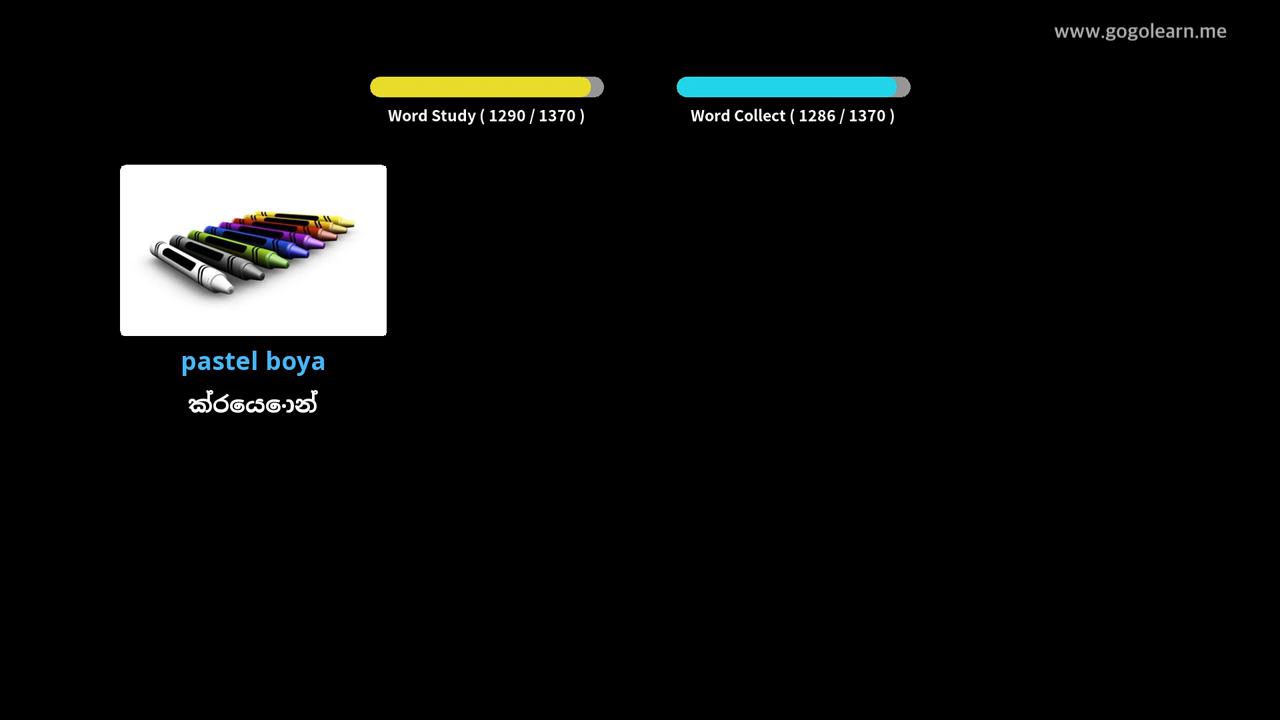 www.gogolearn.me
Word Study ( 1290 / 1370 )
Word Collect ( 1286 / 1370 )
pastel boya
ක්රයෙොන්